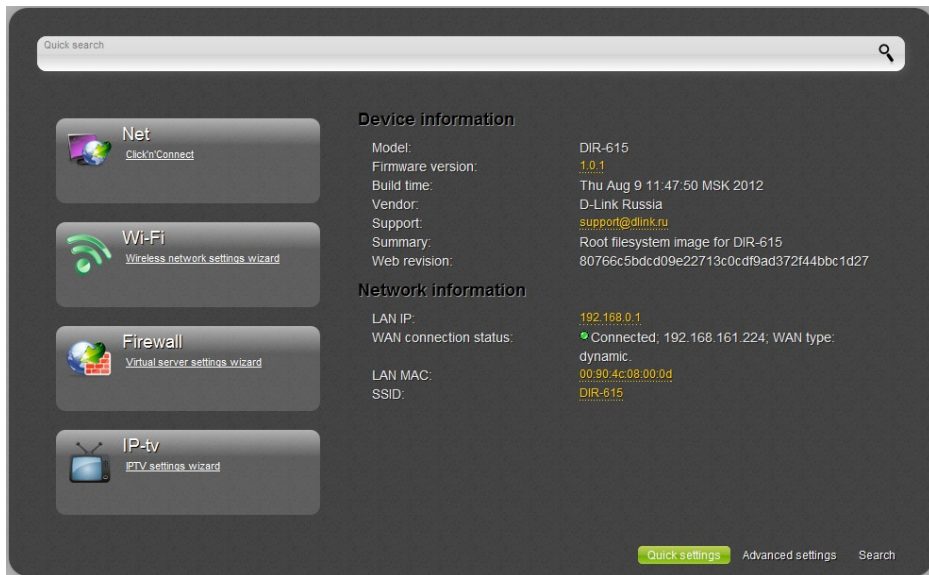 Quick search
Net
Click'n'Connect
Wi-Fi
Wireless network settings wizard
Firewall
Virtual server settings wizard
IP-tv
IPTV settings wizard
Device information
Model: DIR-615
Firmware version: 1.0.1
Build time: Thu Aug 9 11:47:50 MSK 2012
Vendor: D-Link Russia
Support: support@dlink.ru
Summary: Root filesystem image for DIR-615
Web revision: 80766c5bdcd09e22713c0cdf9ad372f44bbc1d27
Network information
LAN IP: 192.168.0.1
WAN connection status: Connected; 192.168.161.224; WAN type:
dynamic.
LAN MAC: 00:90:4c:08:00:0d
SSID: DIR-615
Quick settings Advanced settings Search